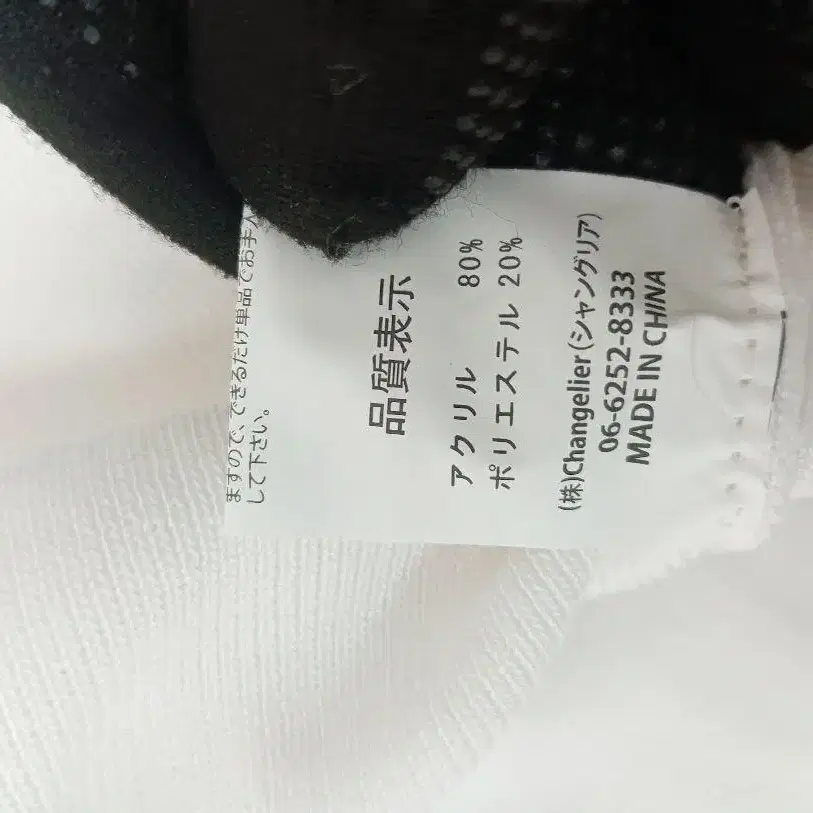 ますので、できるだけ単品でお手入
して下さい。
品質表示
アクリル 80%
ポリエステル 20%
(株)Changelier(シャングリア)
06-6252-8333
MADE IN CHINA